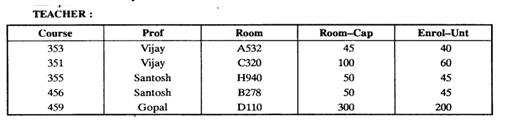 TEACHER :
Course Prof Room Room–Cap Enrol–Unt
353 Vijay A532 45 40
351 Vijay C320 100 60
355 Santosh H940 50 45
456 Santosh B278 50 45
459 Gopal D110 300 200